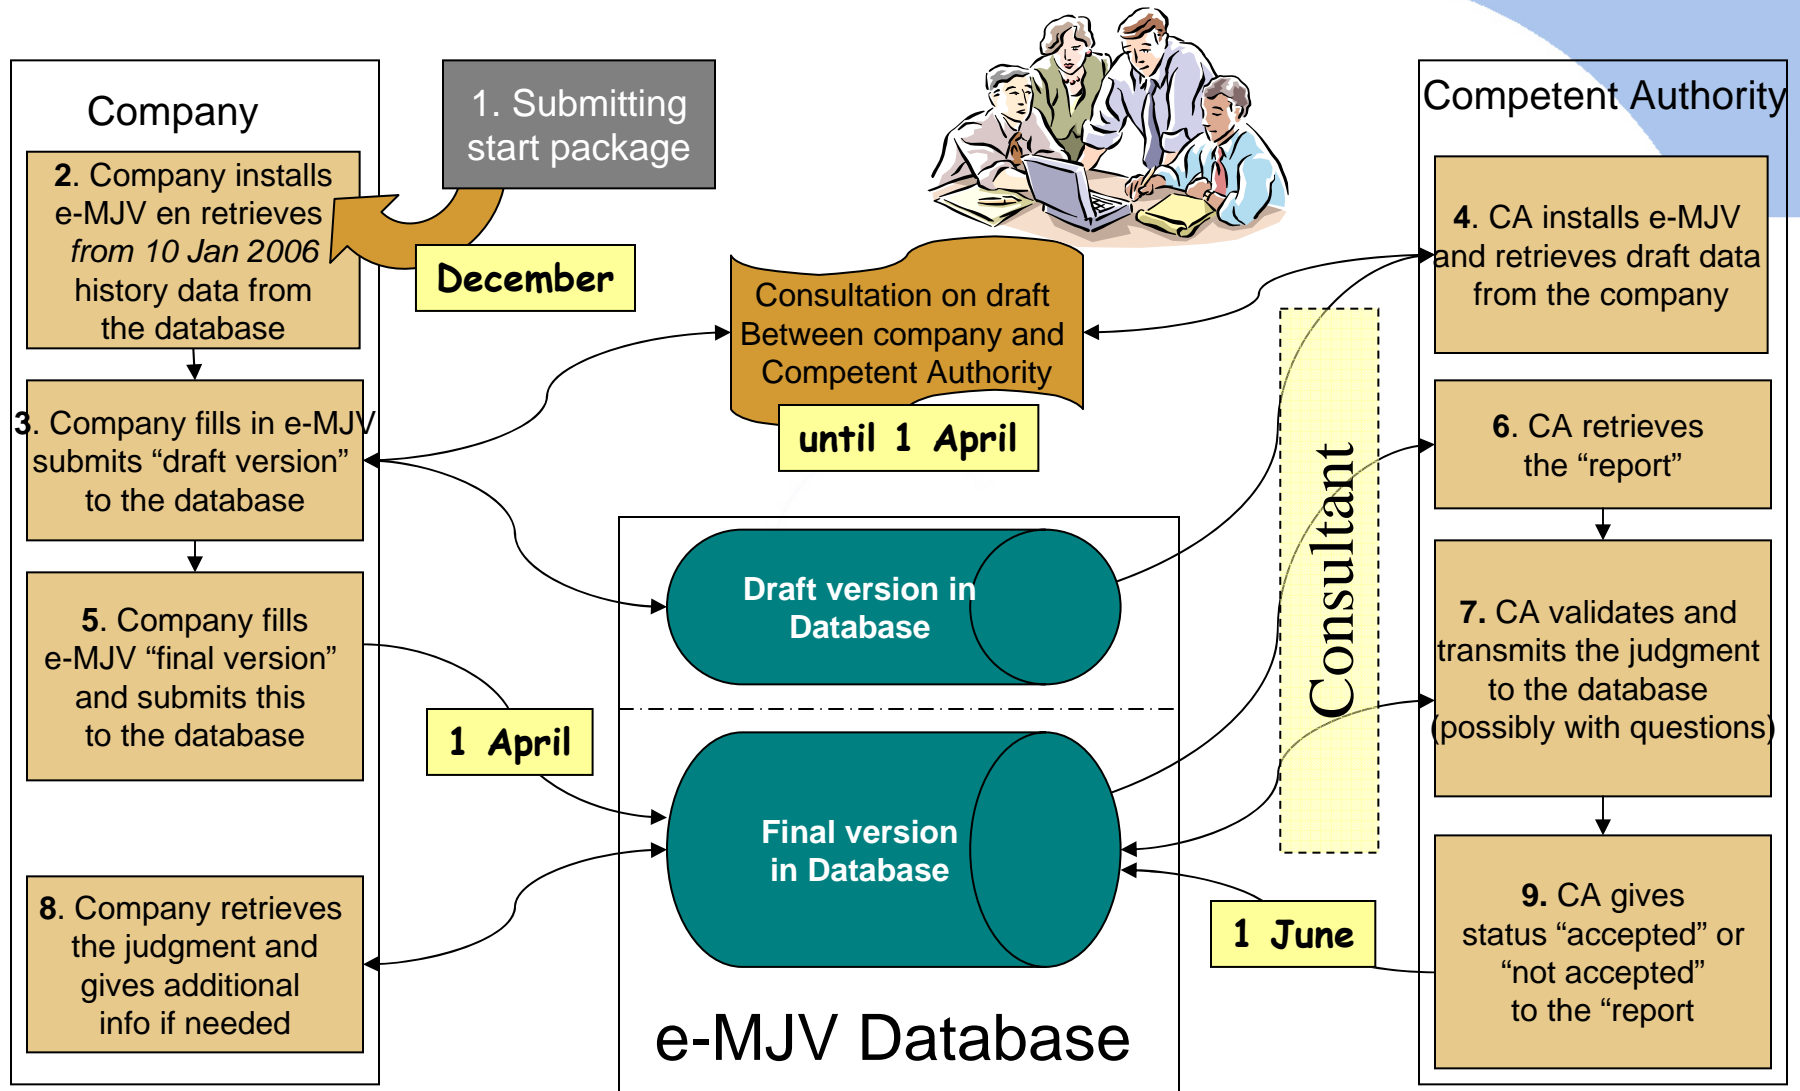 Company
1. Submitting
start package
Competent Authority
2. Company installs
e-MJV en retrieves
from 10 Jan 2006
history data from
the database
December
Consultation on draft
Between company and
Competent Authority
until 1 April
4. CA installs e-MJV
and retrieves draft data
from the company
3. Company fills in e-MJV
submits “draft version”
to the database
6. CA retrieves
the “report”
Consultant
5. Company fills
e-MJV “final version”
and submits this
to the database
1 April
Draft version in
Database
7. CA validates and
transmits the judgment
to the database
(possibly with questions)
Final version
in Database
8. Company retrieves
the judgment and
gives additional
info if needed
1 June
9. CA gives
status “accepted” or
“not accepted”
to the “report
e-MJV Database